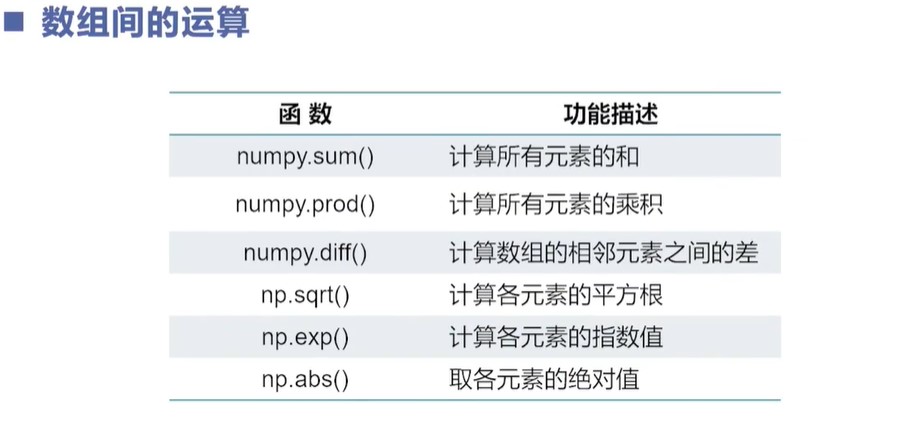 数组间的运算
函 数 功能描述
numpy.sum() 计算所有元素的和
numpy.prod() 计算所有元素的乘积
numpy.diff() 计算数组的相邻元素之间的差
np.sqrt() 计算各元素的平方根
np.exp() 计算各元素的指数值
np.abs() 取各元素的绝对值